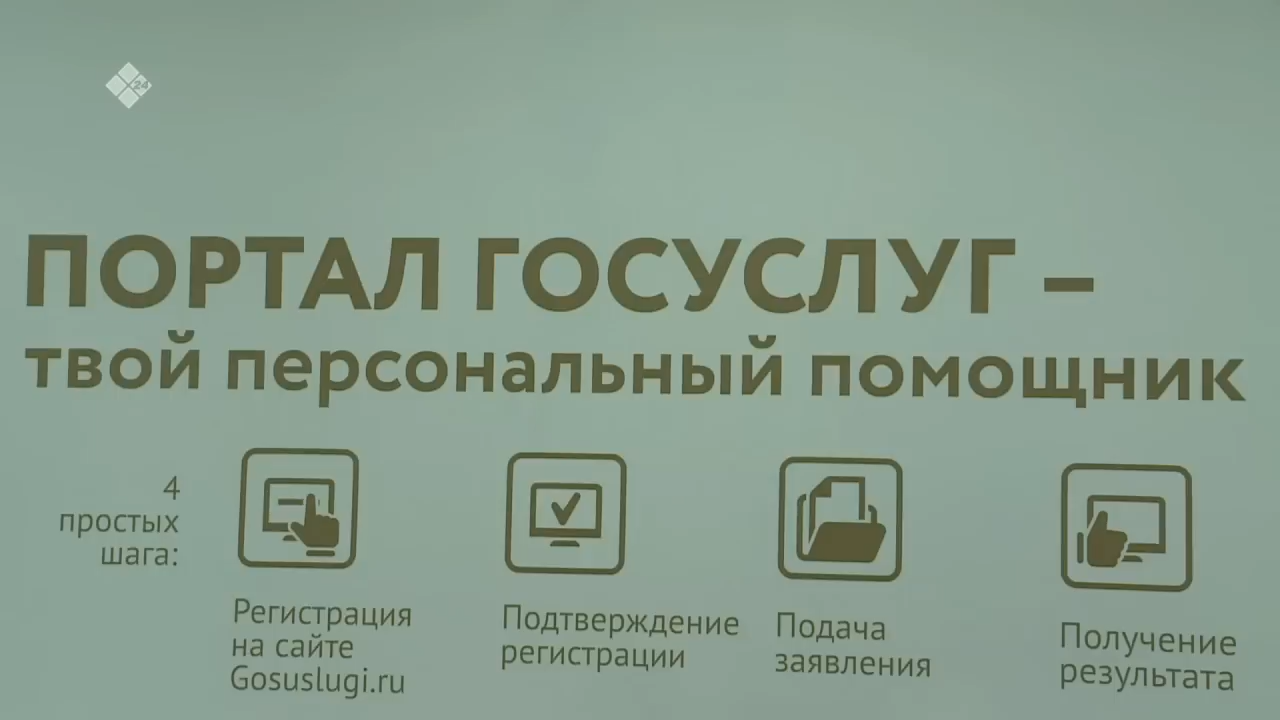 24
ПОРТАЛ ГОСУСЛУГ –
твой персональный помощник
4
простых
шага:
Регистрация
на сайте
Gosuslugi.ru
Подтверждение
регистрации
Подача
заявления
Получение
результата